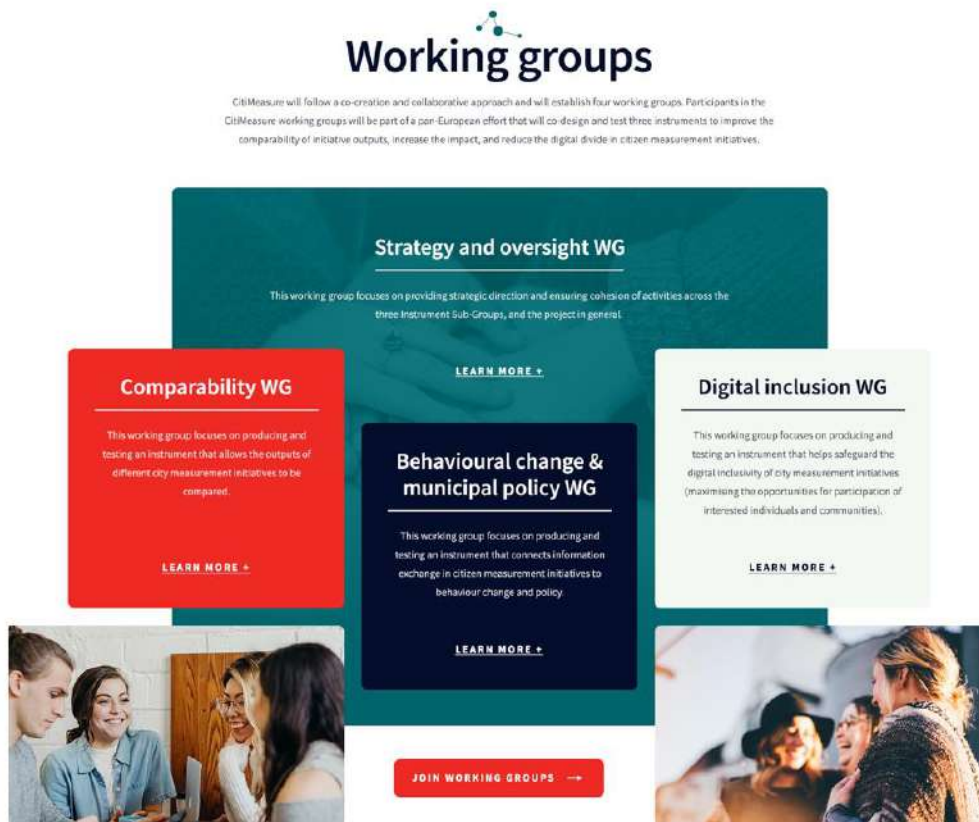 Working groups
CitiMeasure will follow a co-creation and collaborative approach and will establish four working groups. Participants in the
CitiMeasure working groups will be part of a pan-European effort that will co-design and test three instruments to improve the
comparability of initiative outputs, increase the impact, and reduce the digital divide in citizen measurement initiatives.
Strategy and oversight WG
This working group focuses on providing strategic direction and ensuring cohesion of activities across the
three Instrument Sub-Groups, and the project in general.
LEARN MORE +
Comparability WG
This working group focuses on producing and
testing an instrument that allows the outputs of
different city measurement initiatives to be
compared.
LEARN MORE +
Behavioural change &
municipal policy WG
This working group focuses on producing and
testing an instrument that connects information
exchange in citizen measurement initiatives to
behaviour change and policy.
LEARN MORE +
Digital inclusion WG
This working group focuses on producing and
testing an instrument that helps safeguard the
digital inclusivity of city measurement initiatives
(maximising the opportunities for participation of
interested individuals and communities).
LEARN MORE +
JOIN WORKING GROUPS →